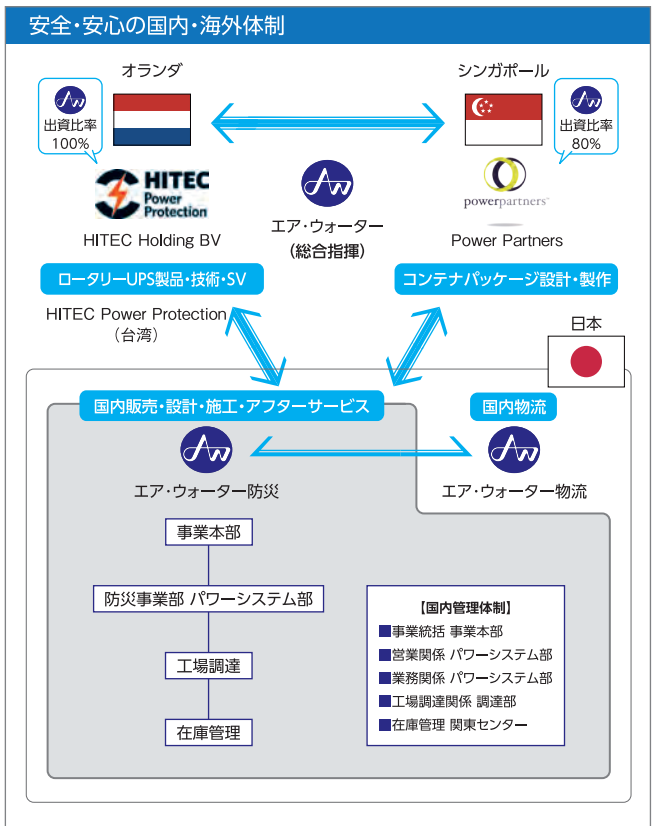 安全・安心の国内・海外体制
オランダ
シンガポール
出資比率
100%
出資比率
80%
HITEC
Power
Protection
powerpartners™
エア・ウォーター
(総合指揮)
HITEC Holding BV
Power Partners
ロータリーUPS製品・技術・SV
コンテナパッケージ設計・製作
HITEC Power Protection
（台湾）
日本
国内販売・設計・施工・アフターサービス
国内物流
エア・ウォーター防災
エア・ウォーター物流
事業本部
防災事業部 パワーシステム部
工場調達
在庫管理
【国内管理体制】
■事業統括 事業本部
■営業関係 パワーシステム部
■業務関係 パワーシステム部
■工場調達関係 調達部
■在庫管理 関東センター